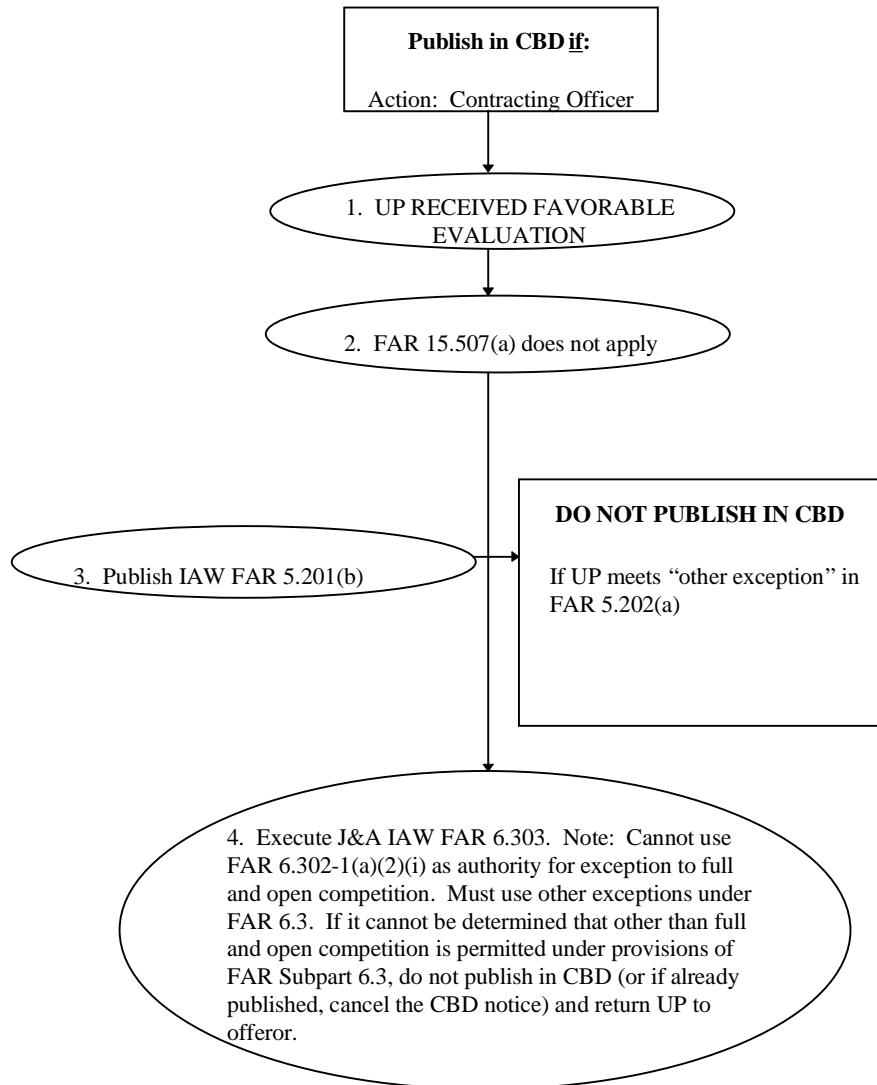 Publish in CBD if:
Action: Contracting Officer
1. UP RECEIVED FAVORABLE
EVALUATION
2. FAR 15.507(a) does not apply
3. Publish IAW FAR 5.201(b)
DO NOT PUBLISH IN CBD
If UP meets “other exception” in
FAR 5.202(a)
4. Execute J&A IAW FAR 6.303. Note: Cannot use
FAR 6.302-1(a)(2)(i) as authority for exception to full
and open competition. Must use other exceptions under
FAR 6.3. If it cannot be determined that other than full
and open competition is permitted under provisions of
FAR Subpart 6.3, do not publish in CBD (or if already
published, cancel the CBD notice) and return UP to
offeror.